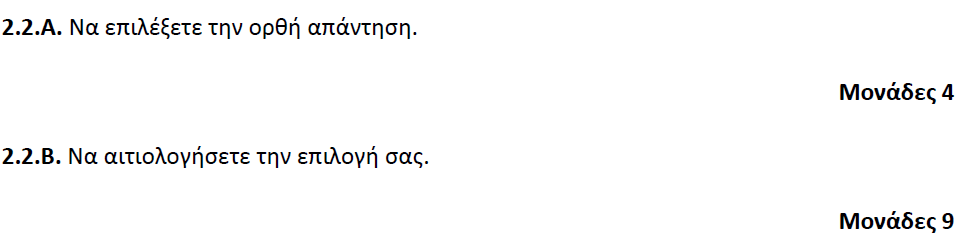 2.2.Α. Να επιλέξετε την ορθή απάντηση.
Μονάδες 4
2.2.Β. Να αιτιολογήσετε την επιλογή σας.
Μονάδες 9